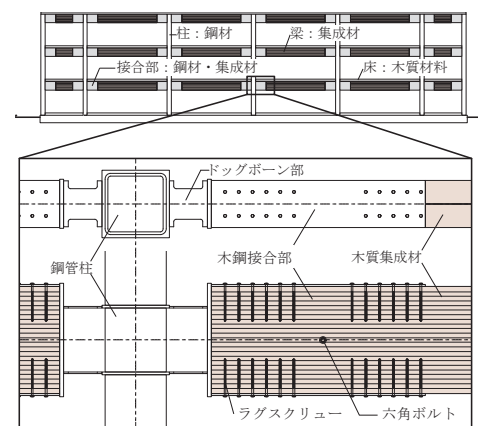 柱：鋼材
梁：集成材
接合部：鋼材・集成材
床：木質材料
ドッグボーン部
鋼管柱
木鋼接合部
木質集成材
ラグスクリュー
六角ボルト